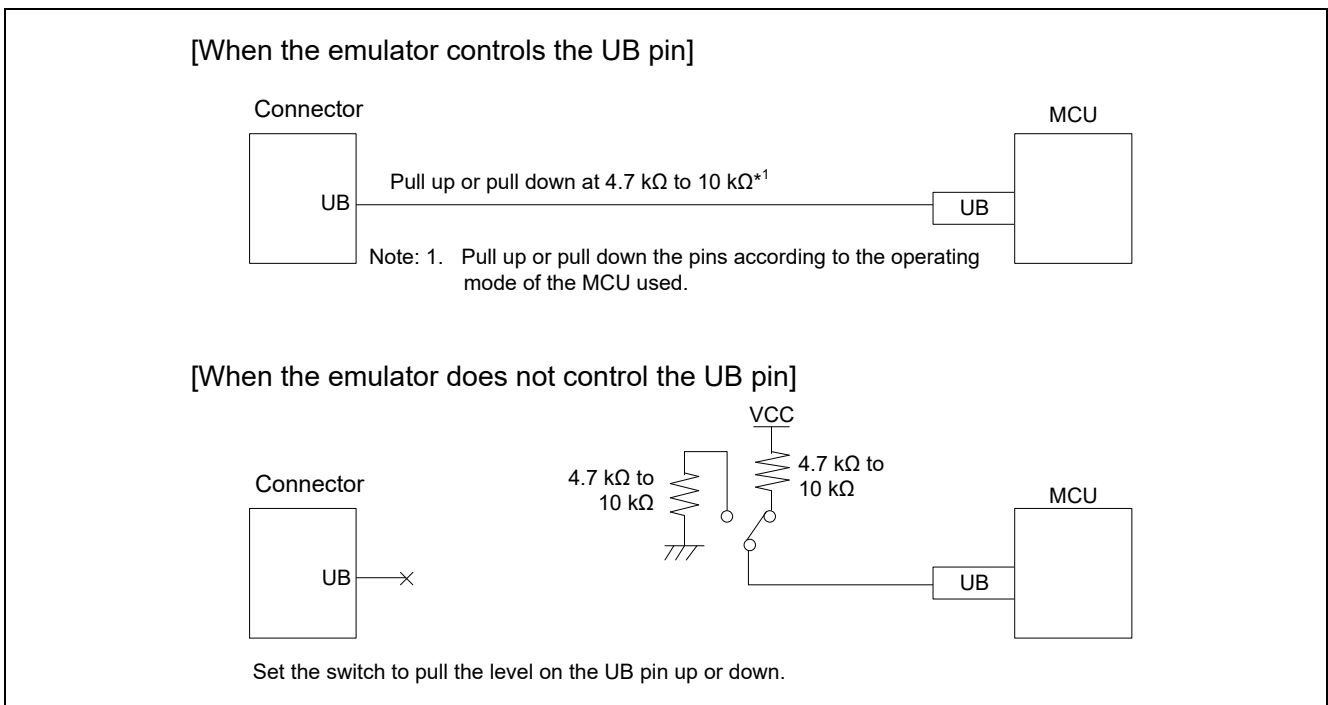 [When the emulator controls the UB pin]
Connector
MCU
Pull up or pull down at 4.7 kΩ to 10 kΩ*1
UB
UB
Note: 1. Pull up or pull down the pins according to the operating
mode of the MCU used.
[When the emulator does not control the UB pin]
VCC
4.7 kΩ to
10 kΩ
4.7 kΩ to
10 kΩ
Connector
MCU
UB
UB
Set the switch to pull the level on the UB pin up or down.